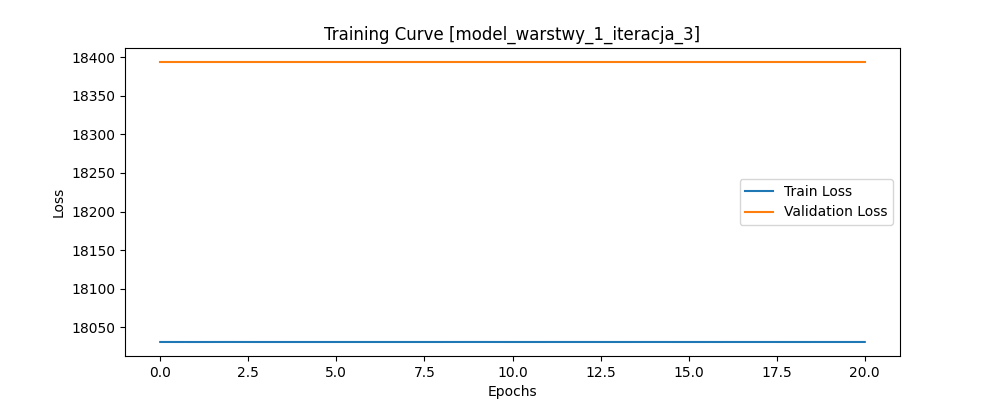 Training Curve [model_warstwy_1_iteracja_3]
18400
18350
18300
18250
18200
18150
18100
18050
Loss
Train Loss
Validation Loss
0.0 2.5 5.0 7.5 10.0 12.5 15.0 17.5 20.0
Epochs